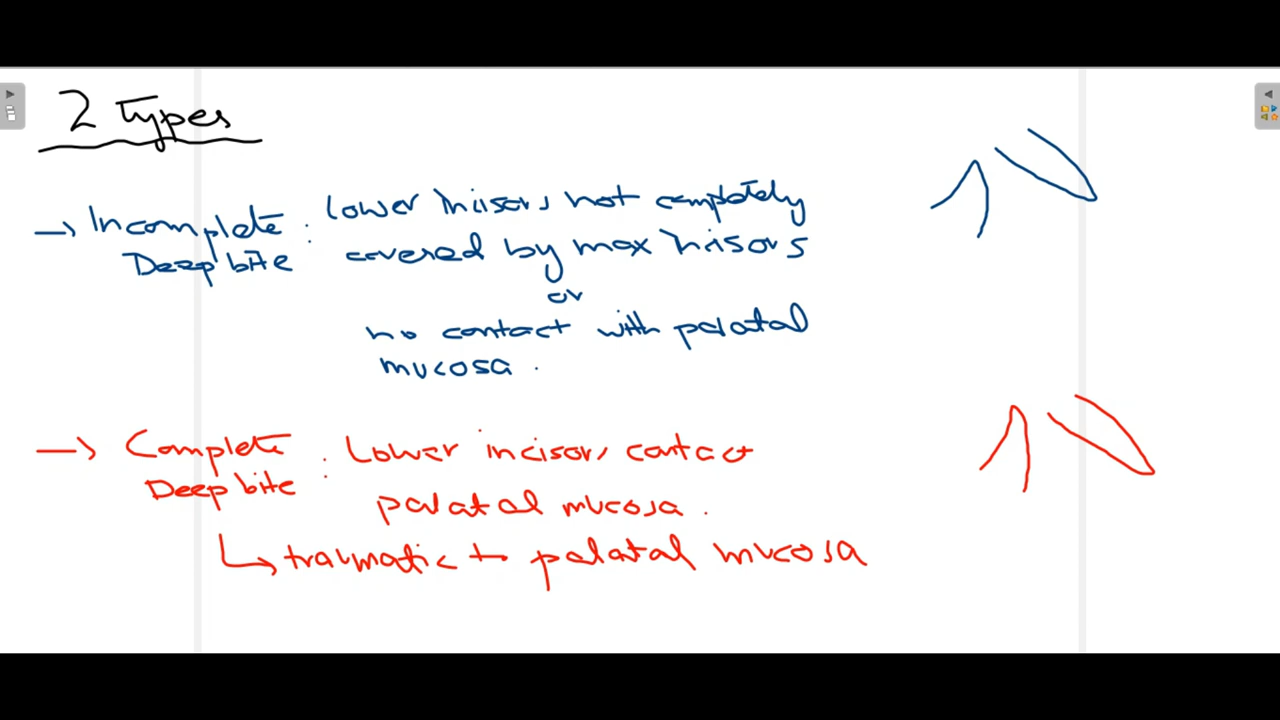 2 Types
→ Incomplete Deep bite : lower incisors not completely
covered by max incisors
or
no contact with palatal
mucosa .
→ Complete Deep bite : Lower incisors contact
palatal mucosa .
↳ traumatic to palatal mucosa